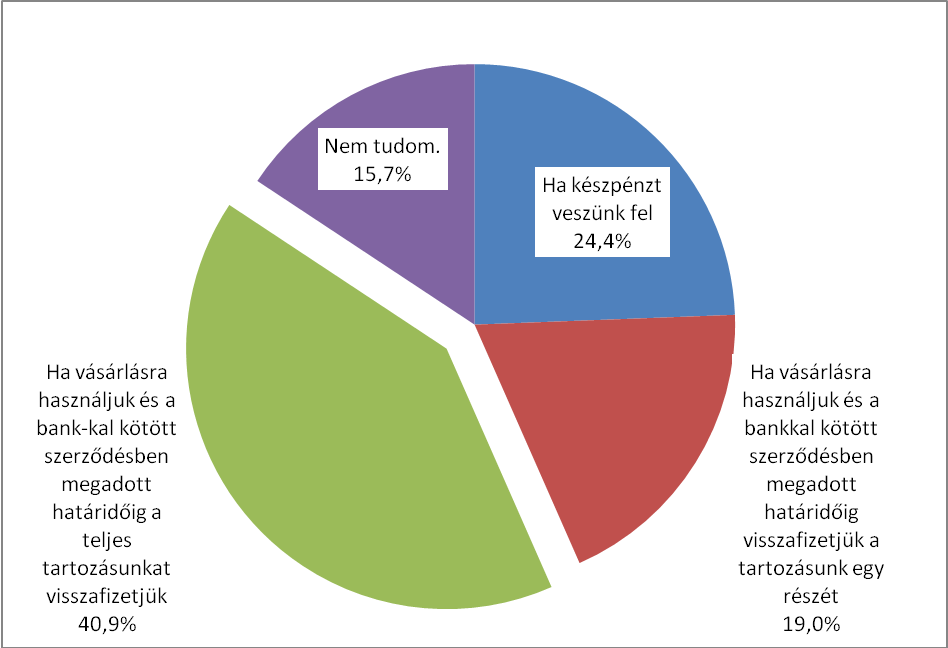 Nem tudom.
15,7%
Ha készpénzt
veszünk fel
24,4%
Ha vásárlásra
használjuk és a
bank-kal kötött
szerződésben
megadott
határidőig a
teljes
tartozásunkat
visszafizetjük
40,9%
Ha vásárlásra
használjuk és a
bankkal kötött
szerződésben
megadott
határidőig
visszafizetjük a
tartozásunk egy
részét
19,0%